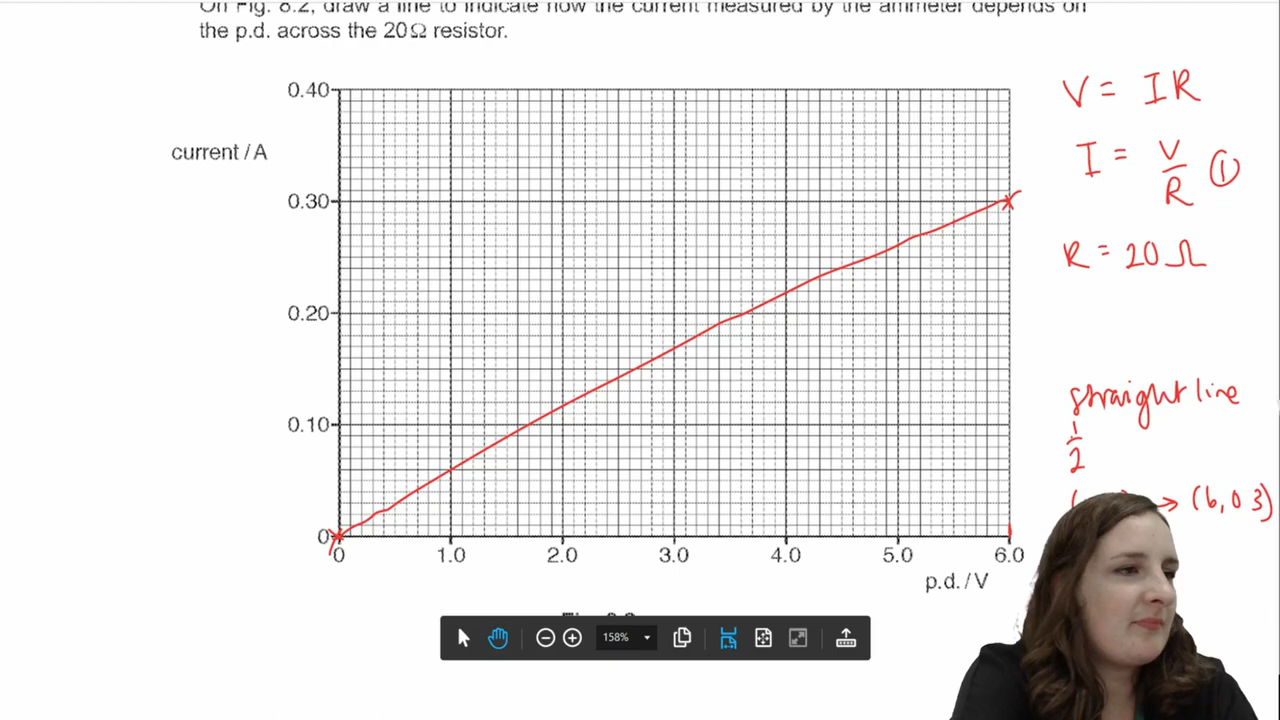 On Fig. 8.2, draw a line to indicate how the current measured by the ammeter depends on
the p.d. across the 20Ω resistor.
0.40
current / A
0.30
0.20
0.10
0
0 1.0 2.0 3.0 4.0 5.0 6.0
p.d. / V
V = IR
I = V/R ①
R = 20 Ω
straight line
1/2
→ (6,0 3)
158%